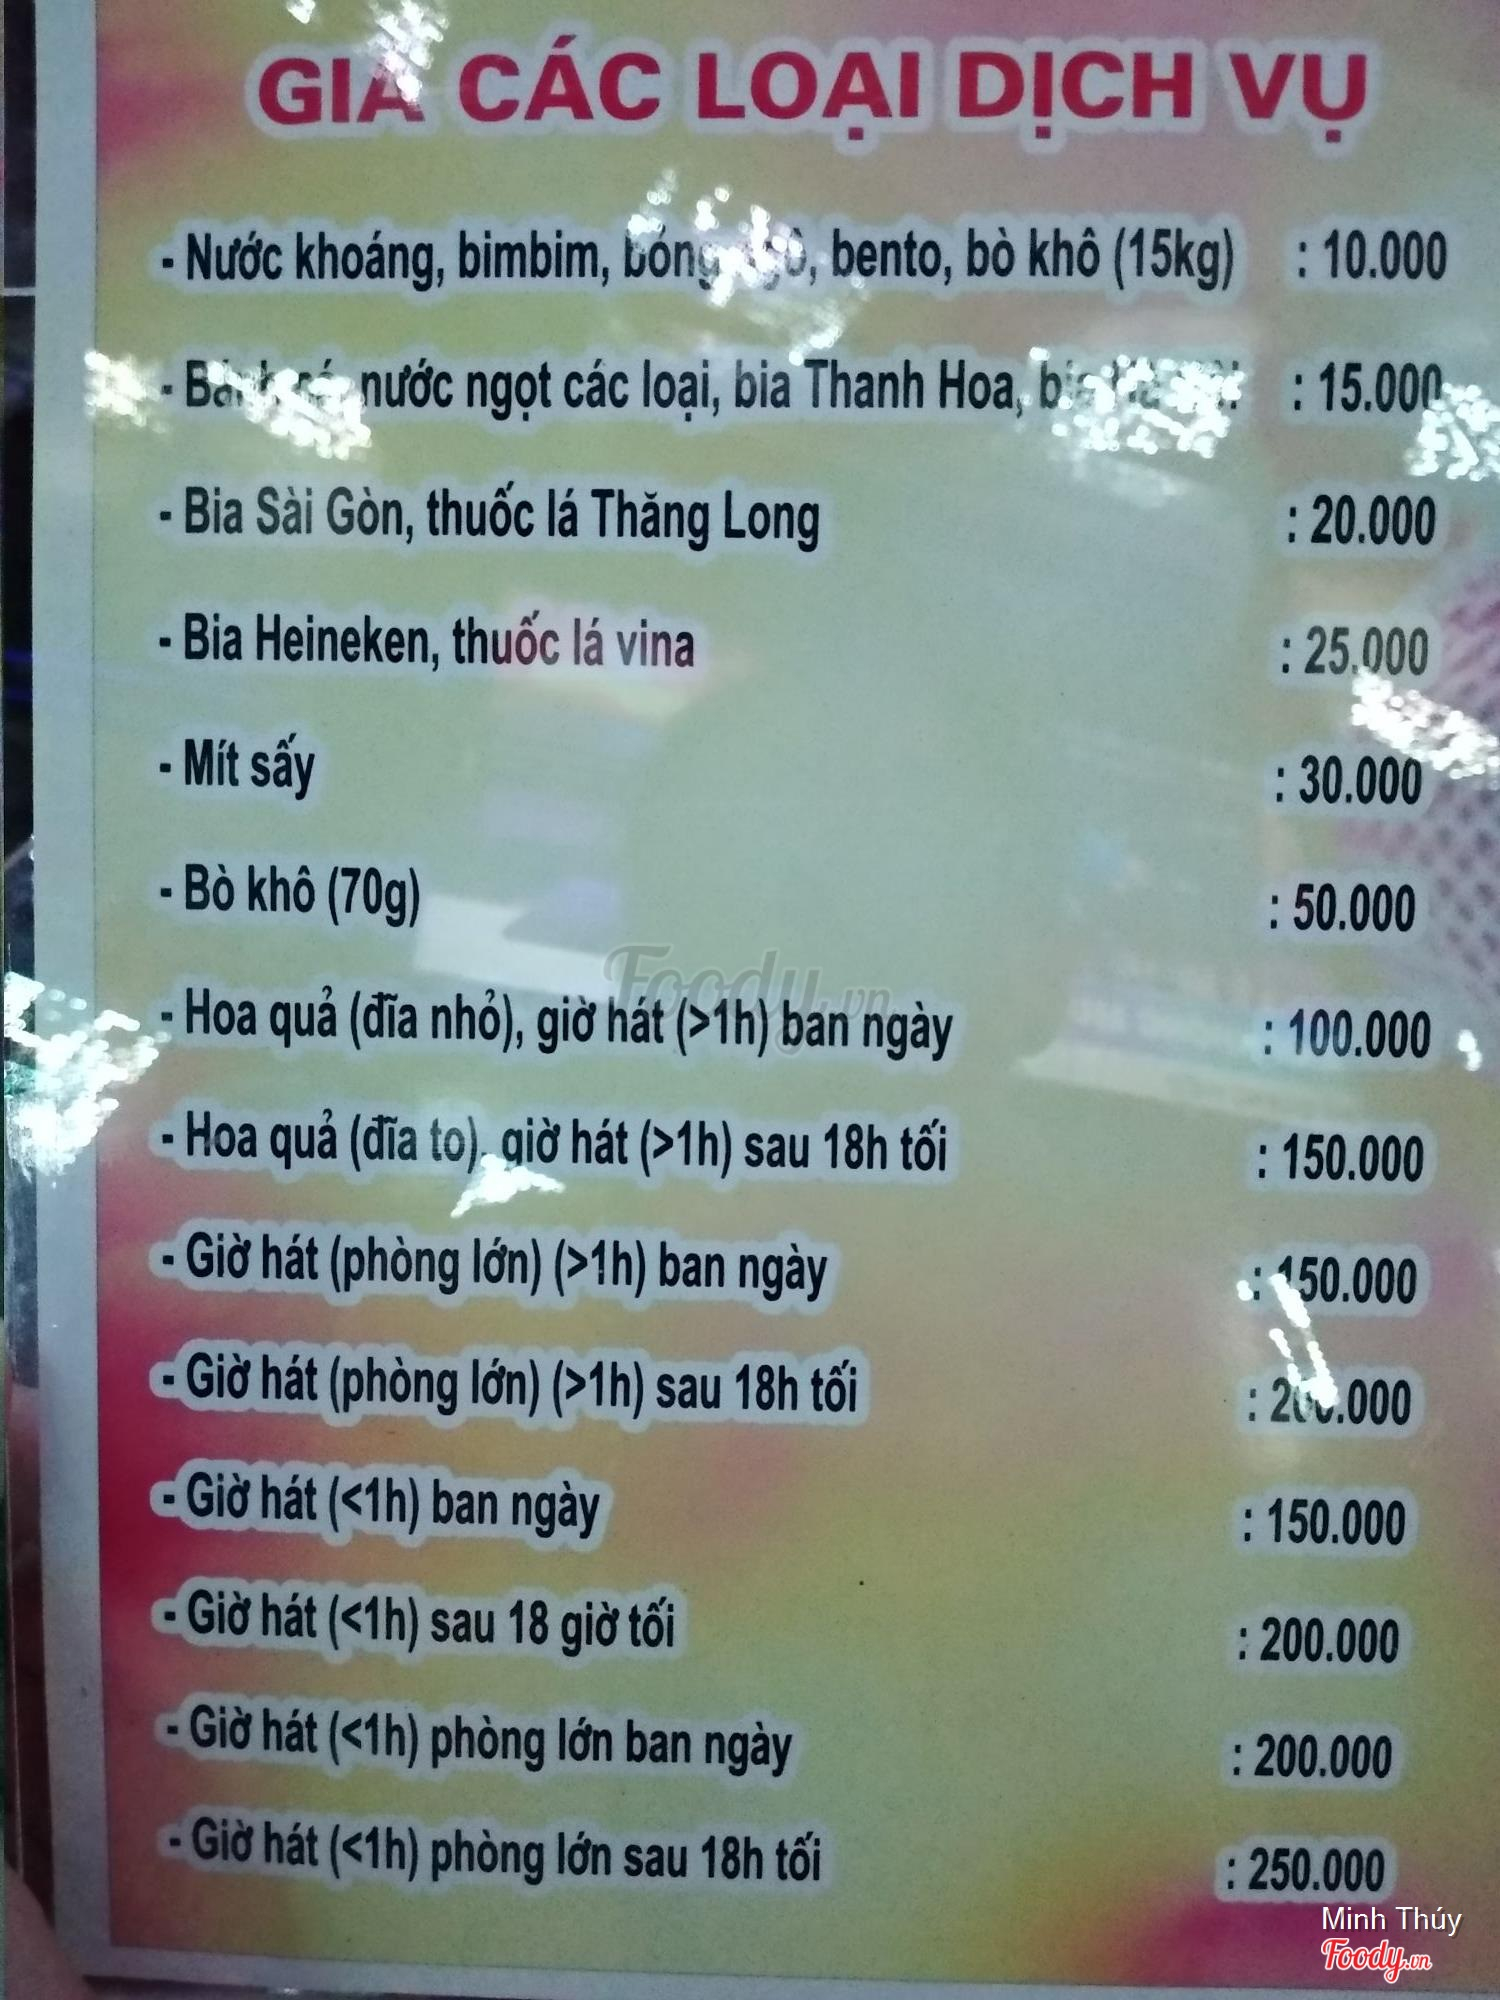 GIÁ CÁC LOẠI DỊCH VỤ
- Nước khoáng, bimbim, bỏng ngô, bento, bò khô (15kg) : 10.000
- nước ngọt các loại, bia Thanh Hoa, bia : 15.000
- Bia Sài Gòn, thuốc lá Thăng Long : 20.000
- Bia Heineken, thuốc lá vina : 25.000
- Mít sấy : 30.000
- Bò khô (70g) : 50.000
Foody.vn
- Hoa quả (đĩa nhỏ), giờ hát (>1h) ban ngày : 100.000
- Hoa quả (đĩa to), giờ hát (>1h) sau 18h tối : 150.000
- Giờ hát (phòng lớn) (>1h) ban ngày : 150.000
- Giờ hát (phòng lớn) (>1h) sau 18h tối : 200.000
- Giờ hát (<1h) ban ngày : 150.000
- Giờ hát (<1h) sau 18 giờ tối : 200.000
- Giờ hát (<1h) phòng lớn ban ngày : 200.000
- Giờ hát (<1h) phòng lớn sau 18h tối : 250.000
Minh Thúy
Foody.vn